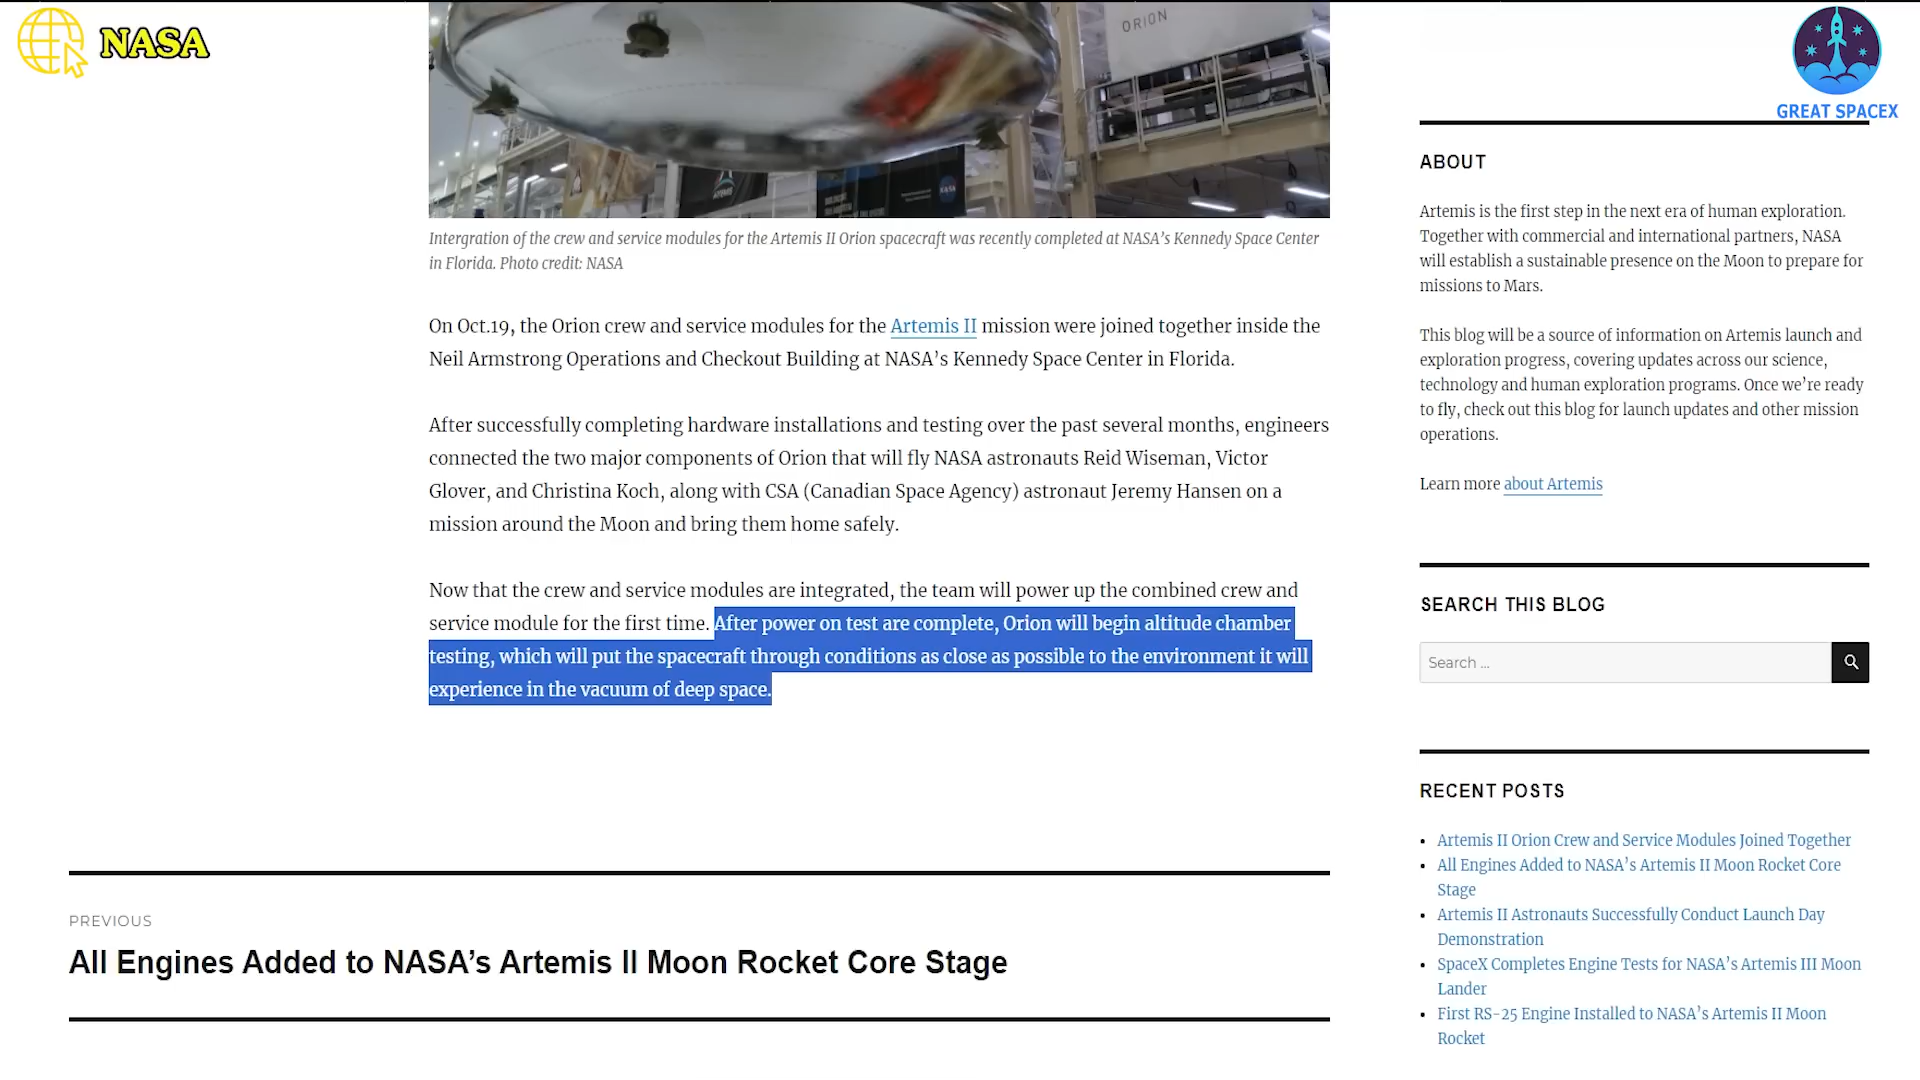 NASA
ORION
GREAT SPACEX
Intergration of the crew and service modules for the Artemis II Orion spacecraft was recently completed at NASA’s Kennedy Space Center
in Florida. Photo credit: NASA
On Oct.19, the Orion crew and service modules for the Artemis II mission were joined together inside the
Neil Armstrong Operations and Checkout Building at NASA’s Kennedy Space Center in Florida.
After successfully completing hardware installations and testing over the past several months, engineers
connected the two major components of Orion that will fly NASA astronauts Reid Wiseman, Victor
Glover, and Christina Koch, along with CSA (Canadian Space Agency) astronaut Jeremy Hansen on a
mission around the Moon and bring them home safely.
Now that the crew and service modules are integrated, the team will power up the combined crew and
service module for the first time. After power on test are complete, Orion will begin altitude chamber
testing, which will put the spacecraft through conditions as close as possible to the environment it will
experience in the vacuum of deep space.
PREVIOUS
All Engines Added to NASA’s Artemis II Moon Rocket Core Stage
ABOUT
Artemis is the first step in the next era of human exploration.
Together with commercial and international partners, NASA
will establish a sustainable presence on the Moon to prepare for
missions to Mars.
This blog will be a source of information on Artemis launch and
exploration progress, covering updates across our science,
technology and human exploration programs. Once we’re ready
to fly, check out this blog for launch updates and other mission
operations.
Learn more about Artemis
SEARCH THIS BLOG
Search ...
RECENT POSTS
Artemis II Orion Crew and Service Modules Joined Together
All Engines Added to NASA’s Artemis II Moon Rocket Core
Stage
Artemis II Astronauts Successfully Conduct Launch Day
Demonstration
SpaceX Completes Engine Tests for NASA’s Artemis III Moon
Lander
First RS-25 Engine Installed to NASA’s Artemis II Moon
Rocket